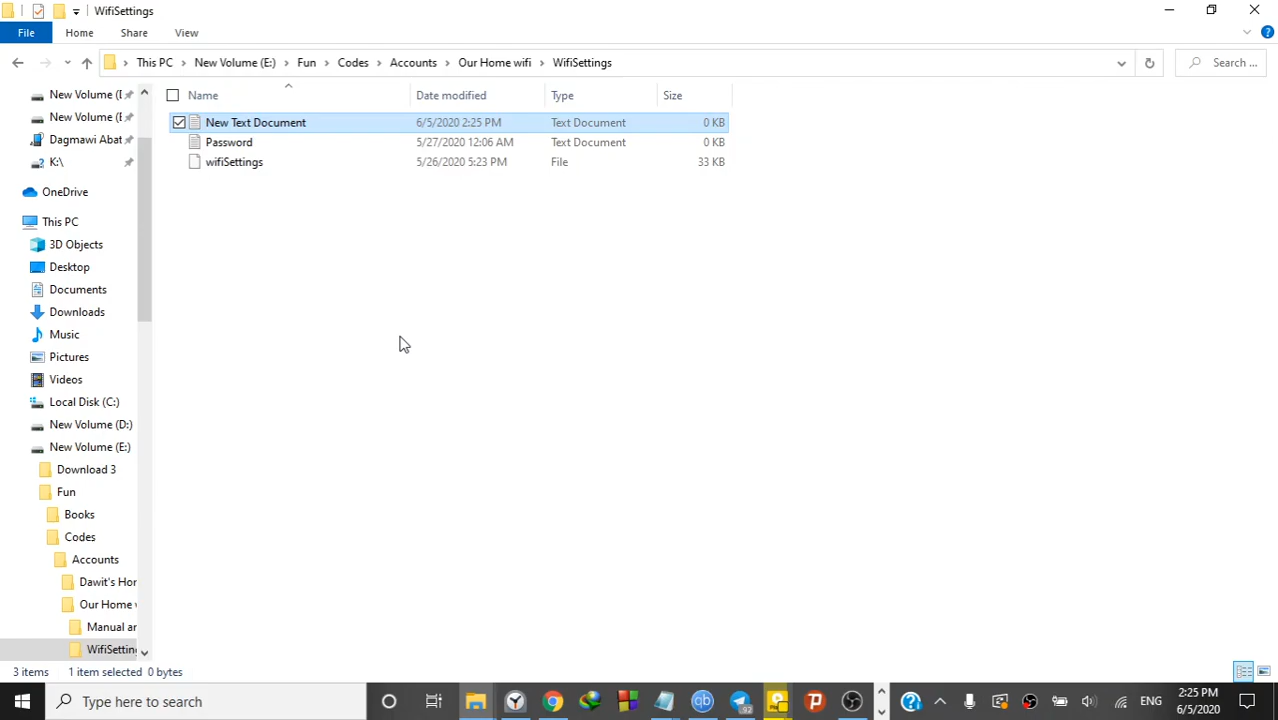 WifiSettings
File Home Share View
This PC New Volume (E:) Fun Codes Accounts Our Home wifi WifiSettings Search ...
Name Date modified Type Size
New Text Document 6/5/2020 2:25 PM Text Document 0 KB
Password 5/27/2020 12:06 AM Text Document 0 KB
wifiSettings 5/26/2020 5:23 PM File 33 KB
New Volume (
New Volume (
Dagmawi Abat
K:\
OneDrive
This PC
3D Objects
Desktop
Documents
Downloads
Music
Pictures
Videos
Local Disk (C:)
New Volume (D:)
New Volume (E:)
Download 3
Fun
Books
Codes
Accounts
Dawit's Hor
Our Home
Manual ar
WifiSetting
3 items 1 item selected 0 bytes
Type here to search 92 ENG 2:25 PM
6/5/2020